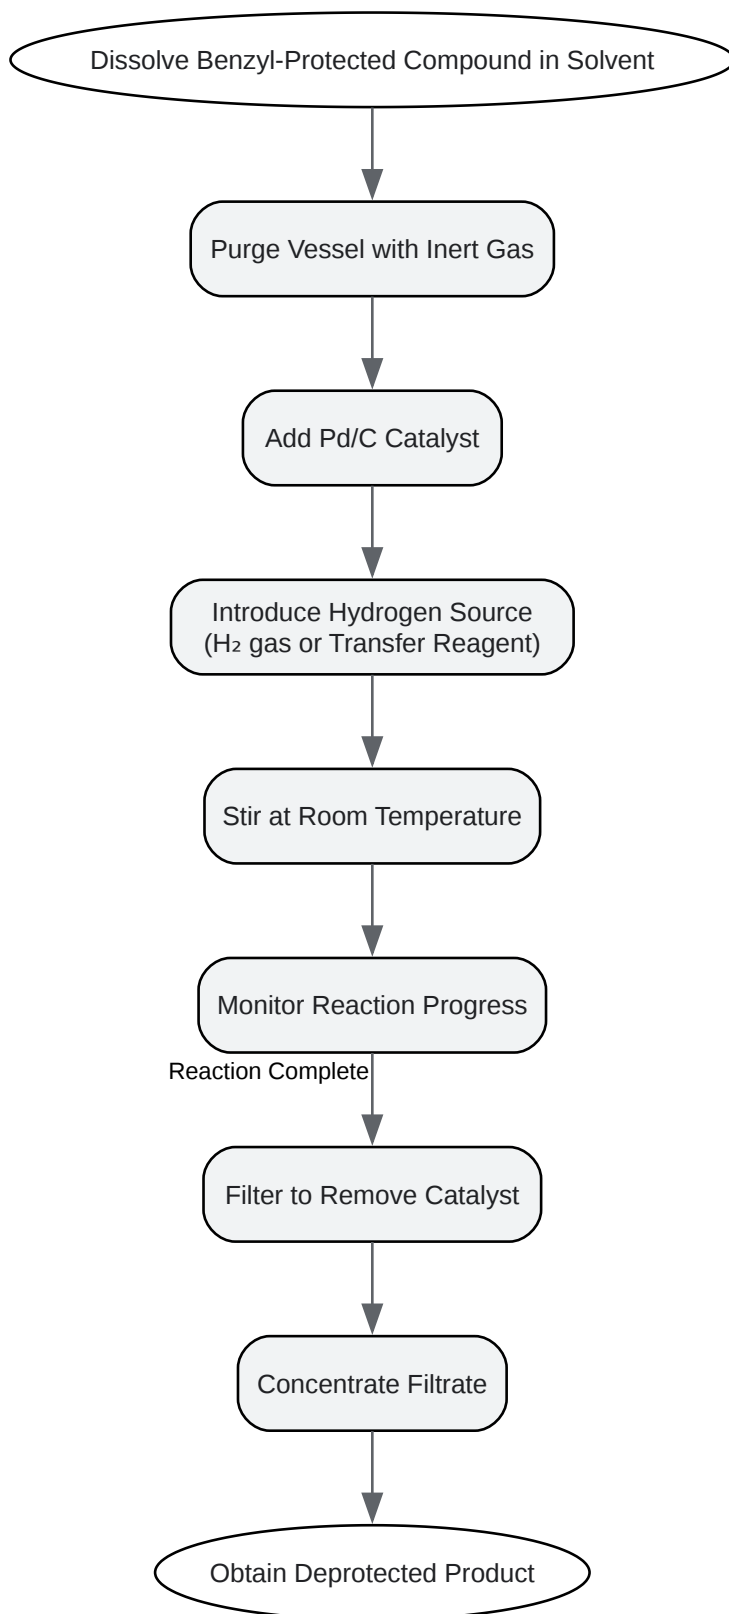 Dissolve Benzyl-Protected Compound in Solvent
Purge Vessel with Inert Gas
Add Pd/C Catalyst
Introduce Hydrogen Source
(H₂ gas or Transfer Reagent)
Stir at Room Temperature
Monitor Reaction Progress
Reaction Complete
Filter to Remove Catalyst
Concentrate Filtrate
Obtain Deprotected Product